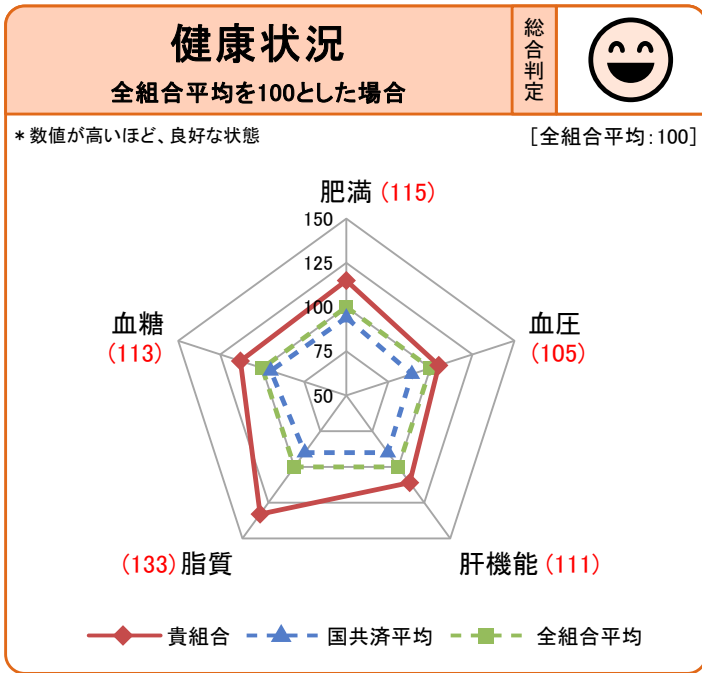 健康状況
全組合平均を100とした場合
総合判定
*数値が高いほど、良好な状態
[全組合平均:100]
肥満(115)
150
125
100
75
50
血糖
(113)
血圧
(105)
(133)脂質
肝機能(111)
貴組合
国共済平均
全組合平均